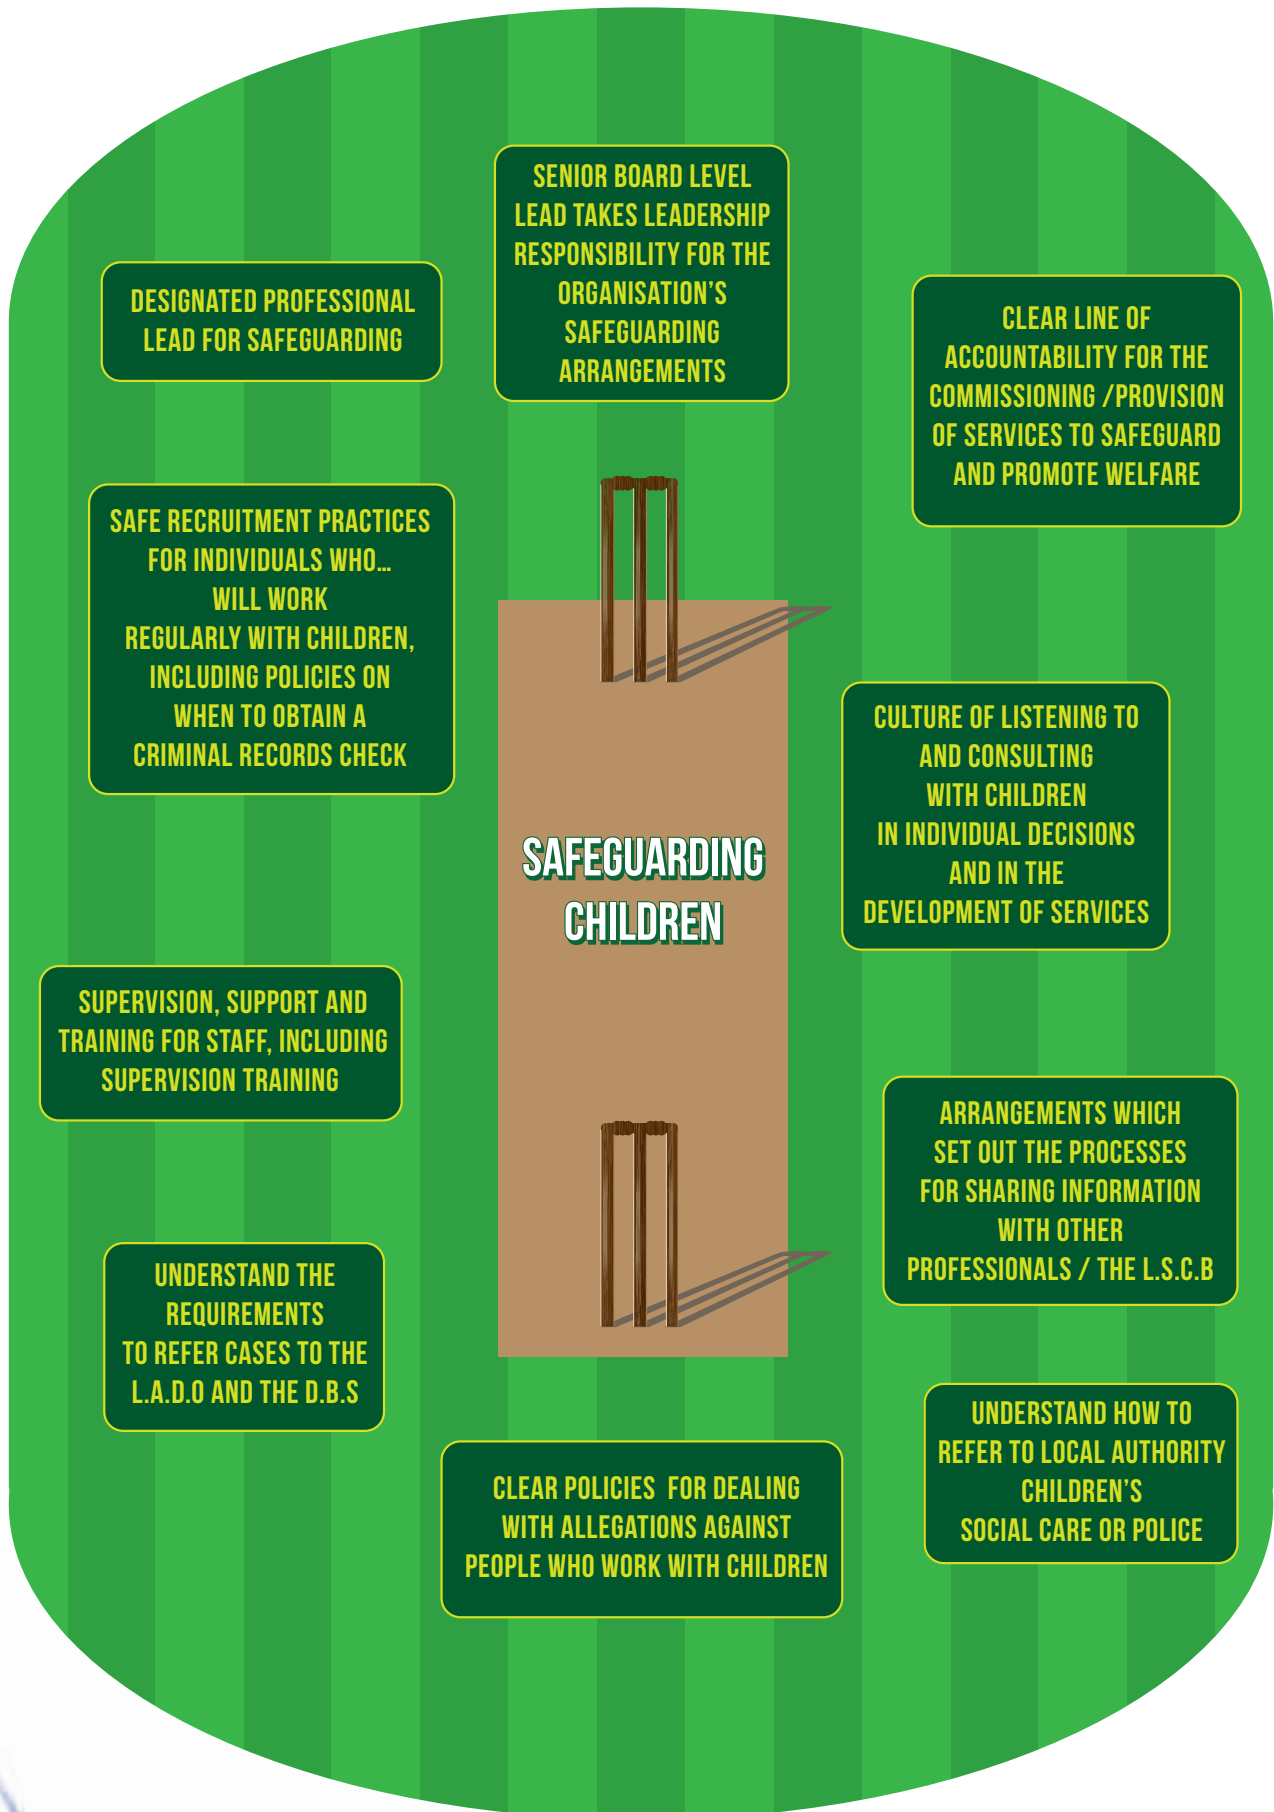 SENIOR BOARD LEVEL
LEAD TAKES LEADERSHIP
RESPONSIBILITY FOR THE
ORGANISATION'S
SAFEGUARDING
ARRANGEMENTS
DESIGNATED PROFESSIONAL
LEAD FOR SAFEGUARDING
CLEAR LINE OF
ACCOUNTABILITY FOR THE
COMMISSIONING /PROVISION
OF SERVICES TO SAFEGUARD
AND PROMOTE WELFARE
SAFE RECRUITMENT PRACTICES
FOR INDIVIDUALS WHO...
WILL WORK
REGULARLY WITH CHILDREN,
INCLUDING POLICIES ON
WHEN TO OBTAIN A
CRIMINAL RECORDS CHECK
CULTURE OF LISTENING TO
AND CONSULTING
WITH CHILDREN
IN INDIVIDUAL DECISIONS
AND IN THE
DEVELOPMENT OF SERVICES
SAFEGUARDING
CHILDREN
SUPERVISION, SUPPORT AND
TRAINING FOR STAFF, INCLUDING
SUPERVISION TRAINING
ARRANGEMENTS WHICH
SET OUT THE PROCESSES
FOR SHARING INFORMATION
WITH OTHER
PROFESSIONALS / THE L.S.C.B
UNDERSTAND THE
REQUIREMENTS
TO REFER CASES TO THE
L.A.D.O AND THE D.B.S
UNDERSTAND HOW TO
REFER TO LOCAL AUTHORITY
CHILDREN'S
SOCIAL CARE OR POLICE
CLEAR POLICIES FOR DEALING
WITH ALLEGATIONS AGAINST
PEOPLE WHO WORK WITH CHILDREN